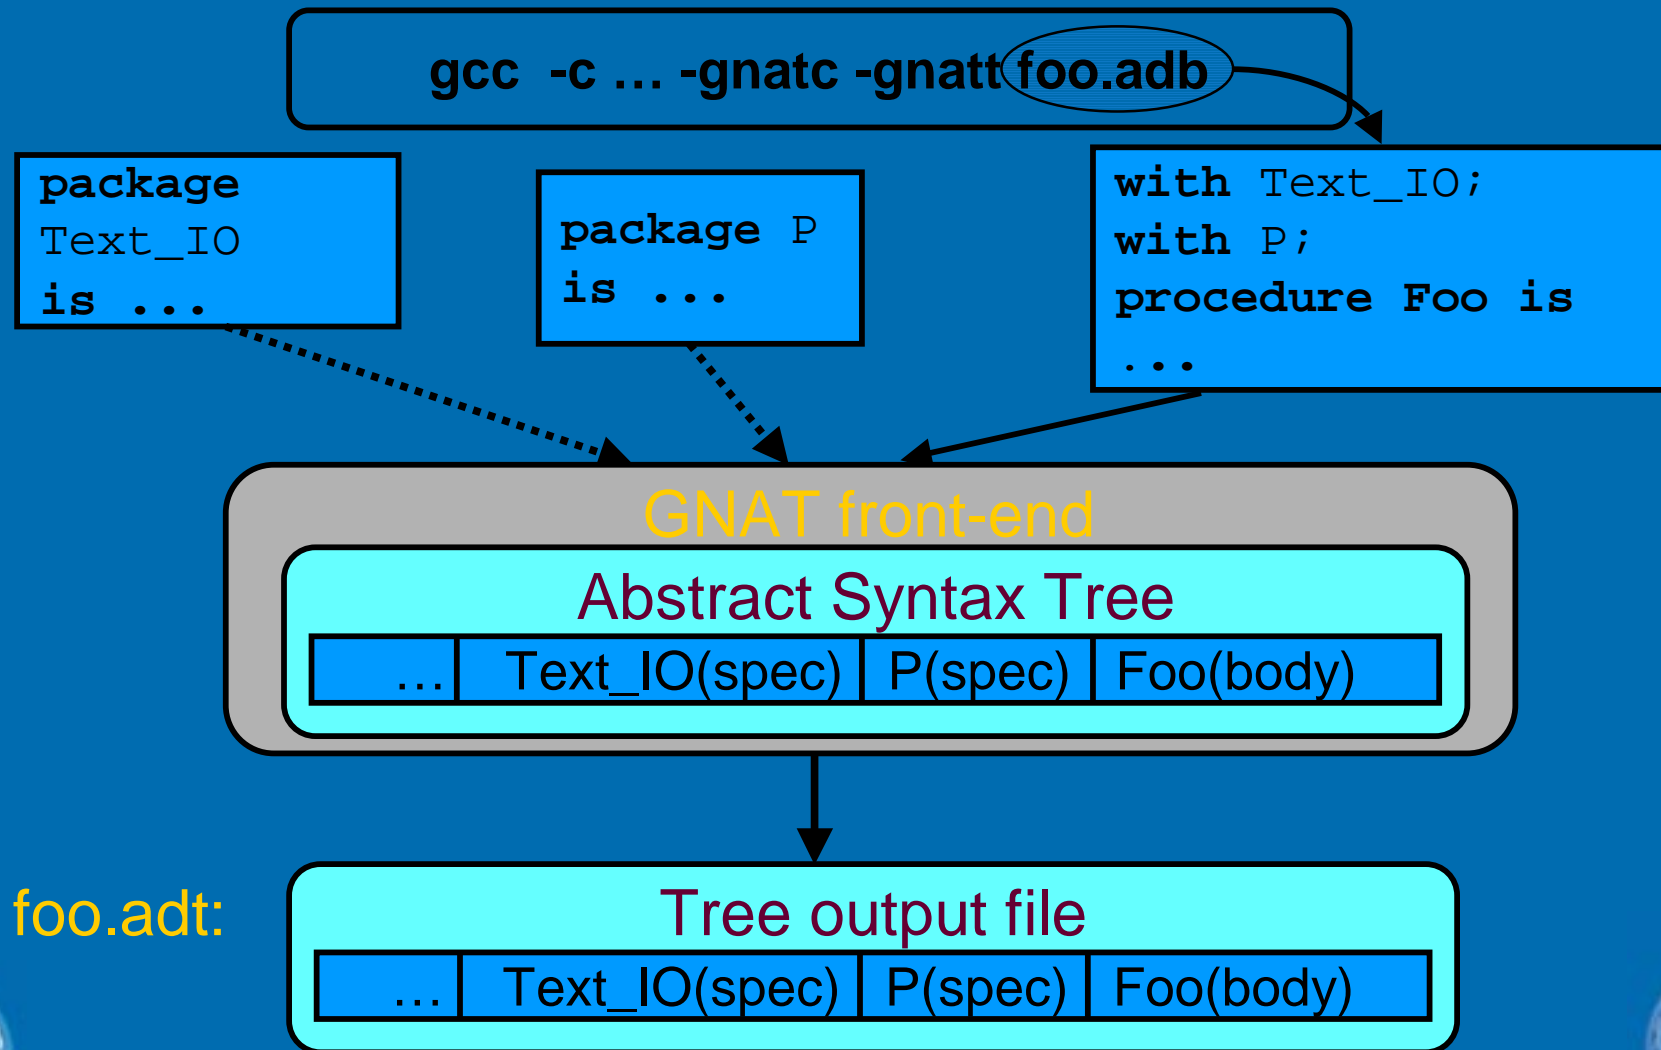 gcc -c … -gnatc -gnatt foo.adb
package
Text_IO
is ...
package P
is ...
with Text_IO;
with P;
procedure Foo is
...
GNAT front-end
Abstract Syntax Tree
… Text_IO(spec) P(spec) Foo(body)
foo.adt:
Tree output file
… Text_IO(spec) P(spec) Foo(body)